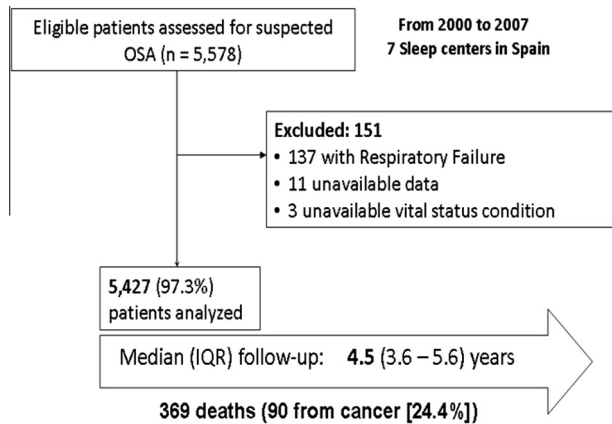 Eligible patients assessed for suspected
OSA (n = 5,578)
From 2000 to 2007
7 Sleep centers in Spain
Excluded: 151
• 137 with Respiratory Failure
• 11 unavailable data
• 3 unavailable vital status condition
5,427 (97.3%)
patients analyzed
Median (IQR) follow-up: 4.5 (3.6 – 5.6) years
369 deaths (90 from cancer [24.4%])